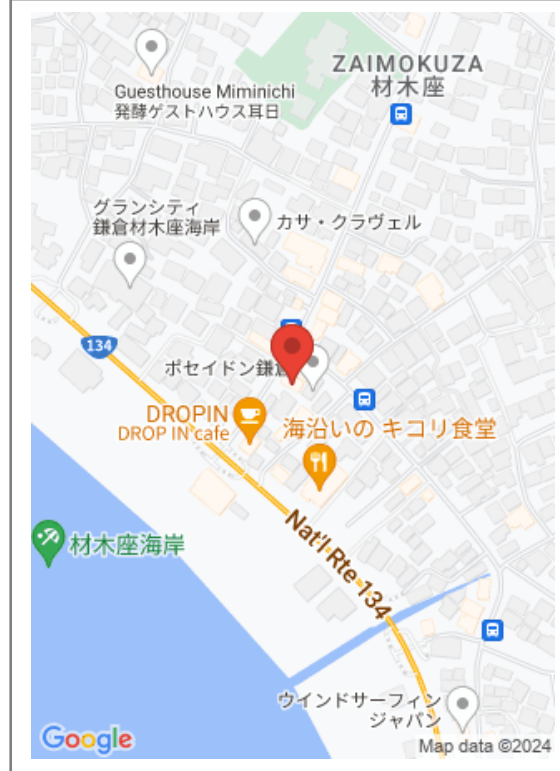 ZAIMOKUZA
材木座
Guesthouse Miminichi
発酵ゲストハウス耳日
グランシティ
鎌倉材木座海岸
カサ・クラヴェル
134
ポセイドン鎌倉
DROPIN
DROP IN cafe
海沿いの キコリ食堂
材木座海岸
Nat'l Rte 134
ウインドサーフィン
ジャパン
Google
Map data ©2024